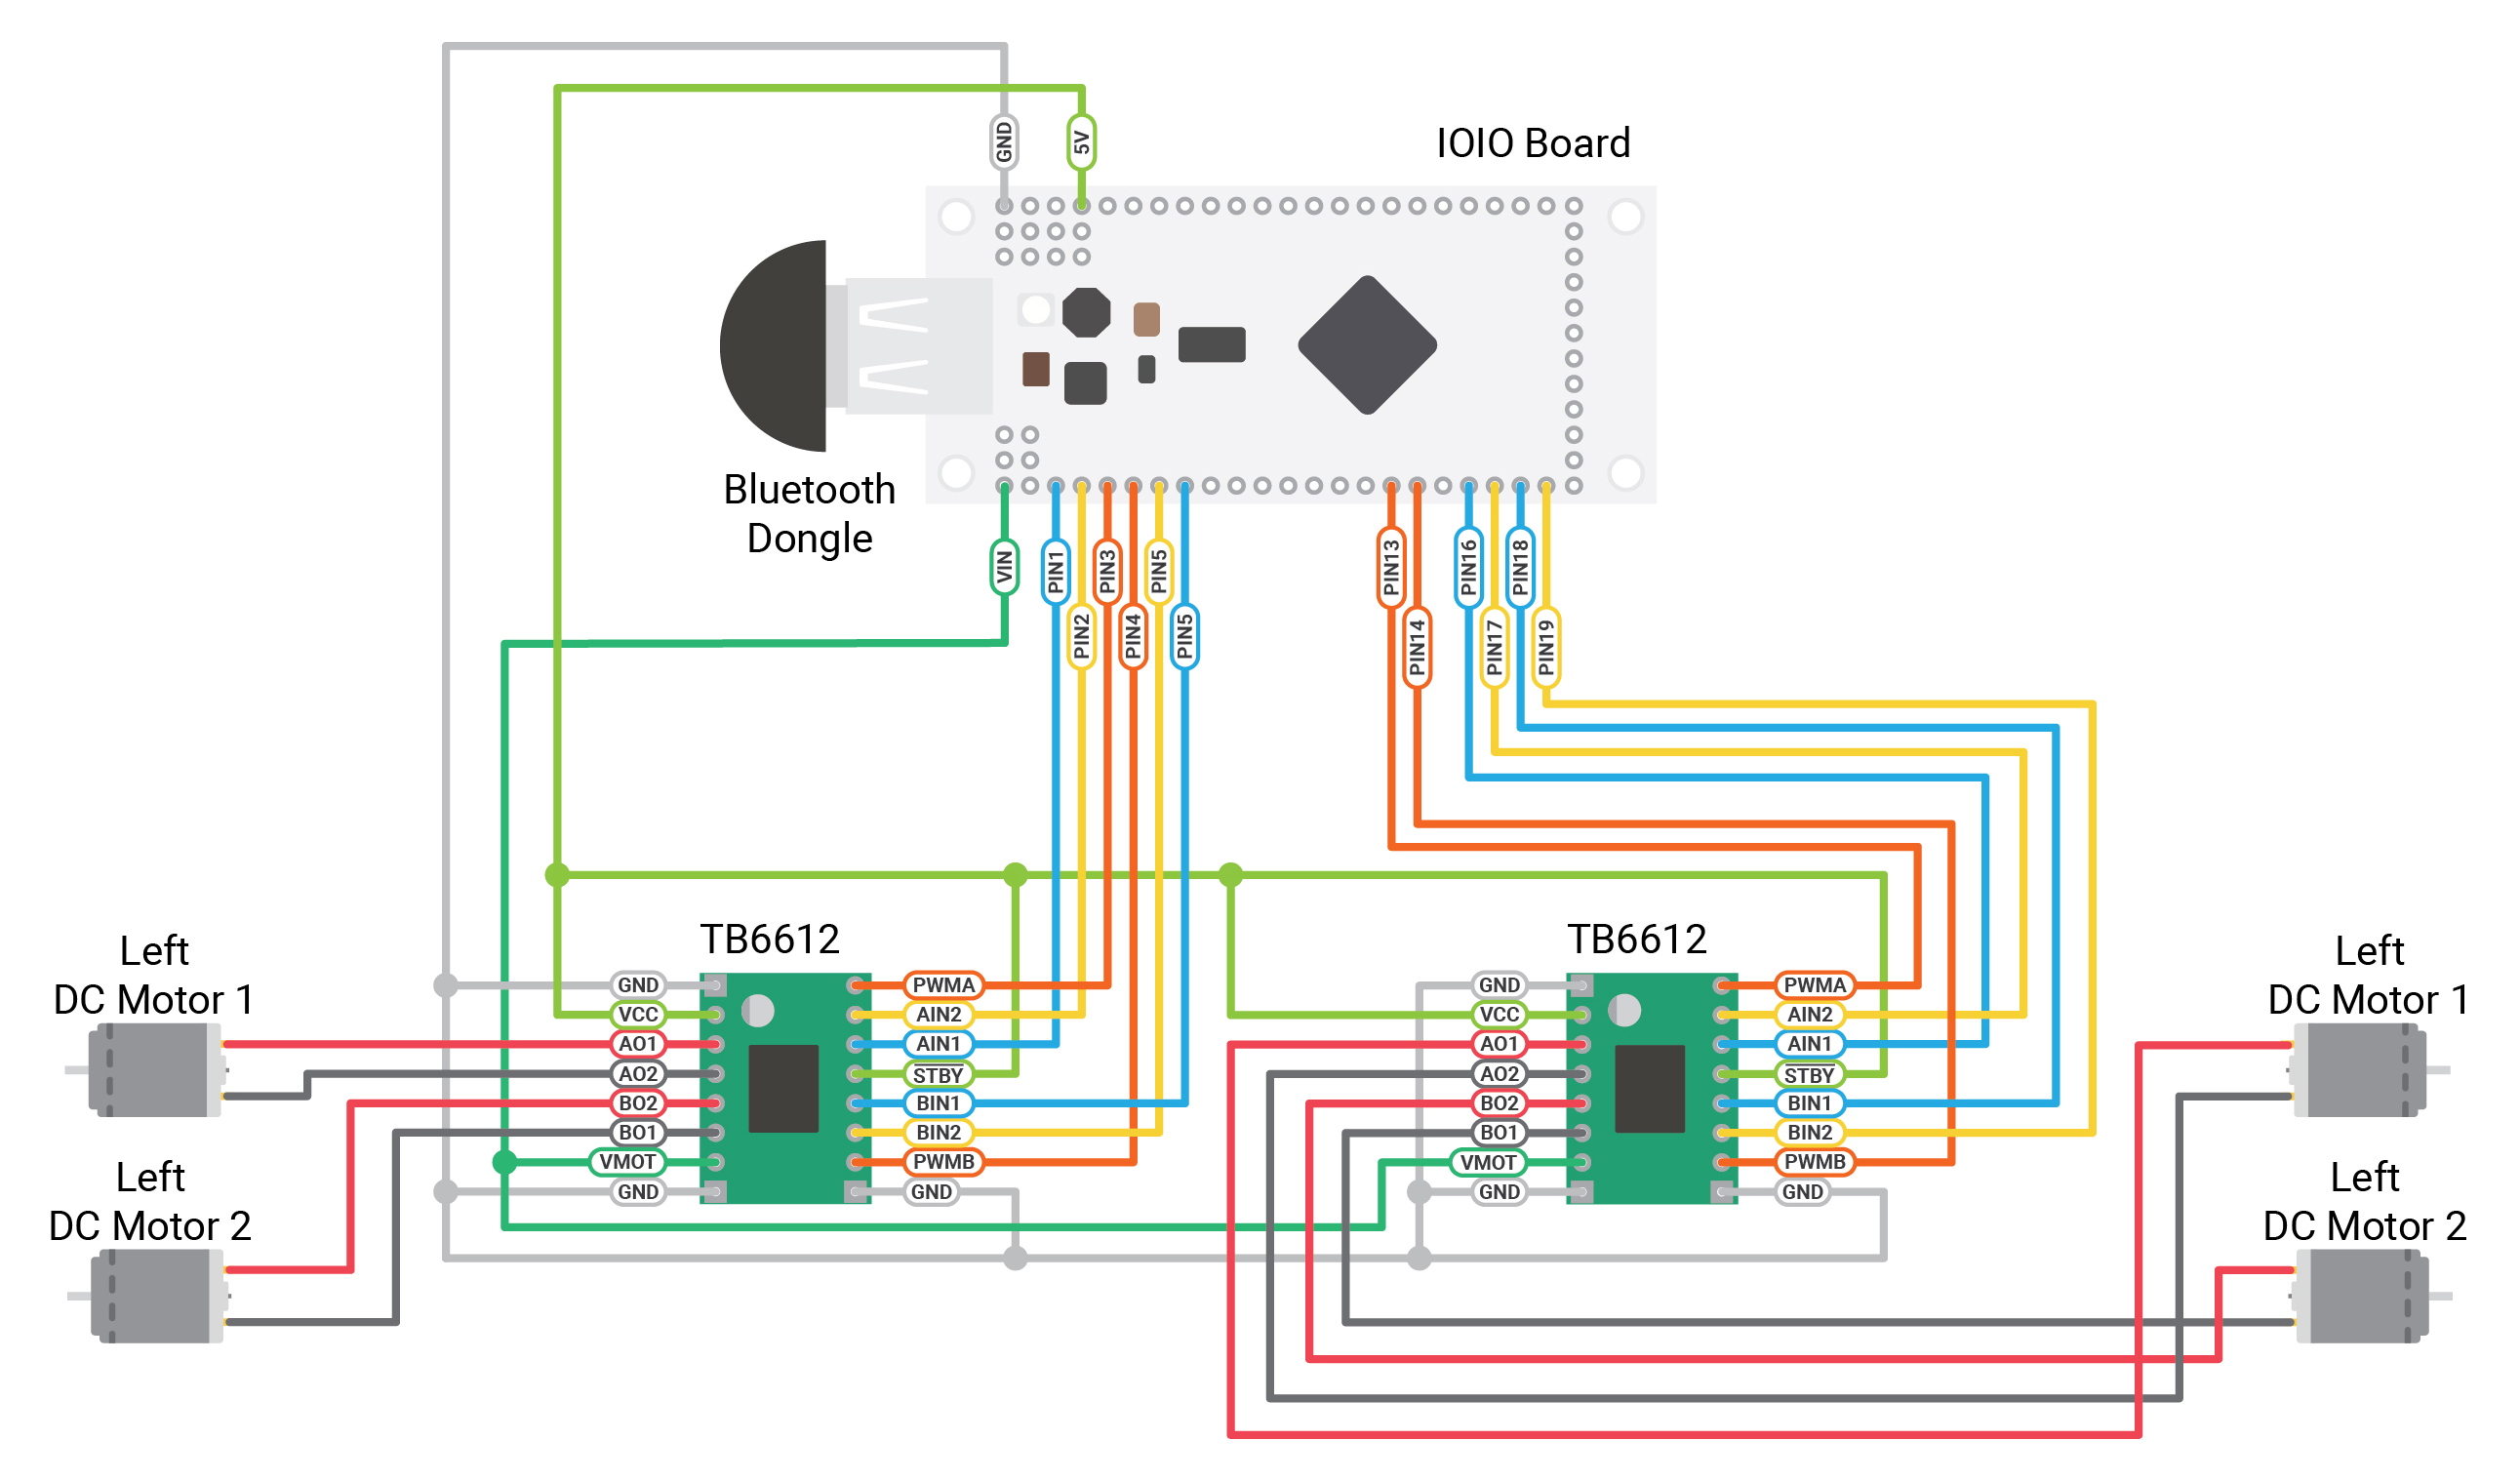 GND
5V
IOIO Board
Bluetooth
Dongle
VIN
PIN1
PIN2
PIN3
PIN4
PIN5
PIN5
PIN13
PIN14
PIN16
PIN17
PIN18
PIN19
Left
DC Motor 1
Left
DC Motor 2
TB6612
GND
VCC
AO1
AO2
BO2
BO1
VMOT
GND
PWMA
AIN2
AIN1
STBY
BIN1
BIN2
PWMB
GND
TB6612
GND
VCC
AO1
AO2
BO2
BO1
VMOT
GND
PWMA
AIN2
AIN1
STBY
BIN1
BIN2
PWMB
GND
Left
DC Motor 1
Left
DC Motor 2